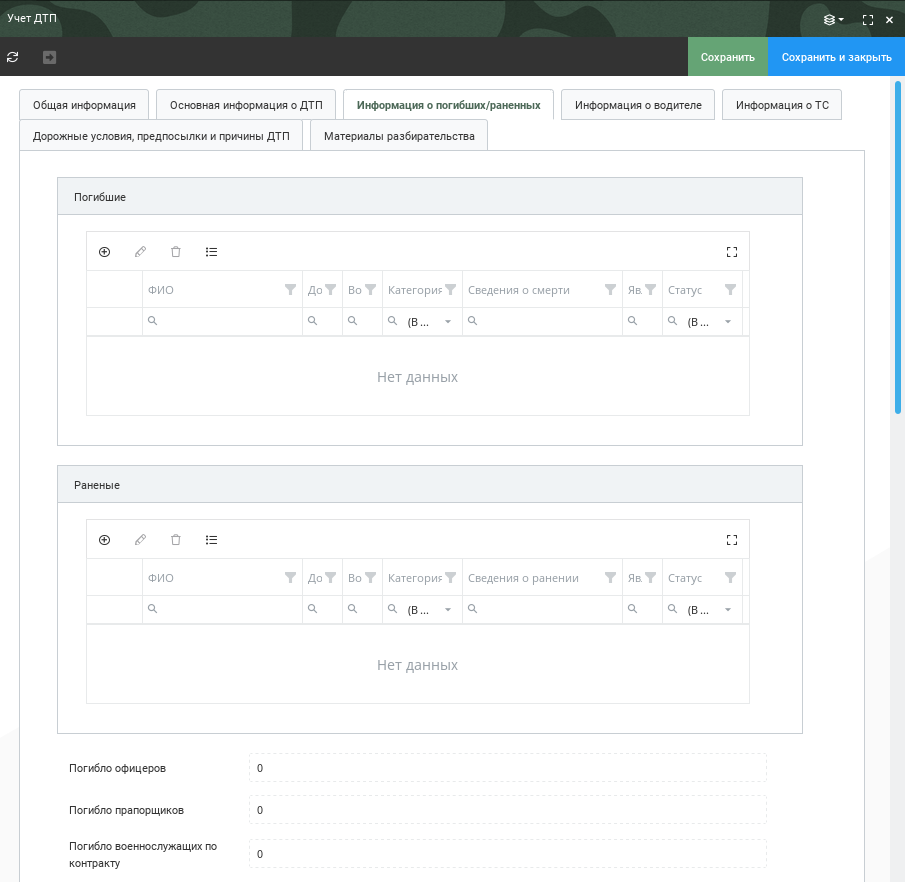 Учет ДТП
Сохранить
Сохранить и закрыть
Общая информация
Основная информация о ДТП
Информация о погибших/раненных
Информация о водителе
Информация о ТС
Дорожные условия, предпосылки и причины ДТП
Материалы разбирательства
Погибшие
ФИО
До
Во
Категория
Сведения о смерти
Яв
Статус
(В ...
(В ...
Нет данных
Раненые
ФИО
До
Во
Категория
Сведения о ранении
Яв
Статус
(В ...
(В ...
Нет данных
Погибло офицеров
0
Погибло прапорщиков
0
Погибло военнослужащих по
контракту
0